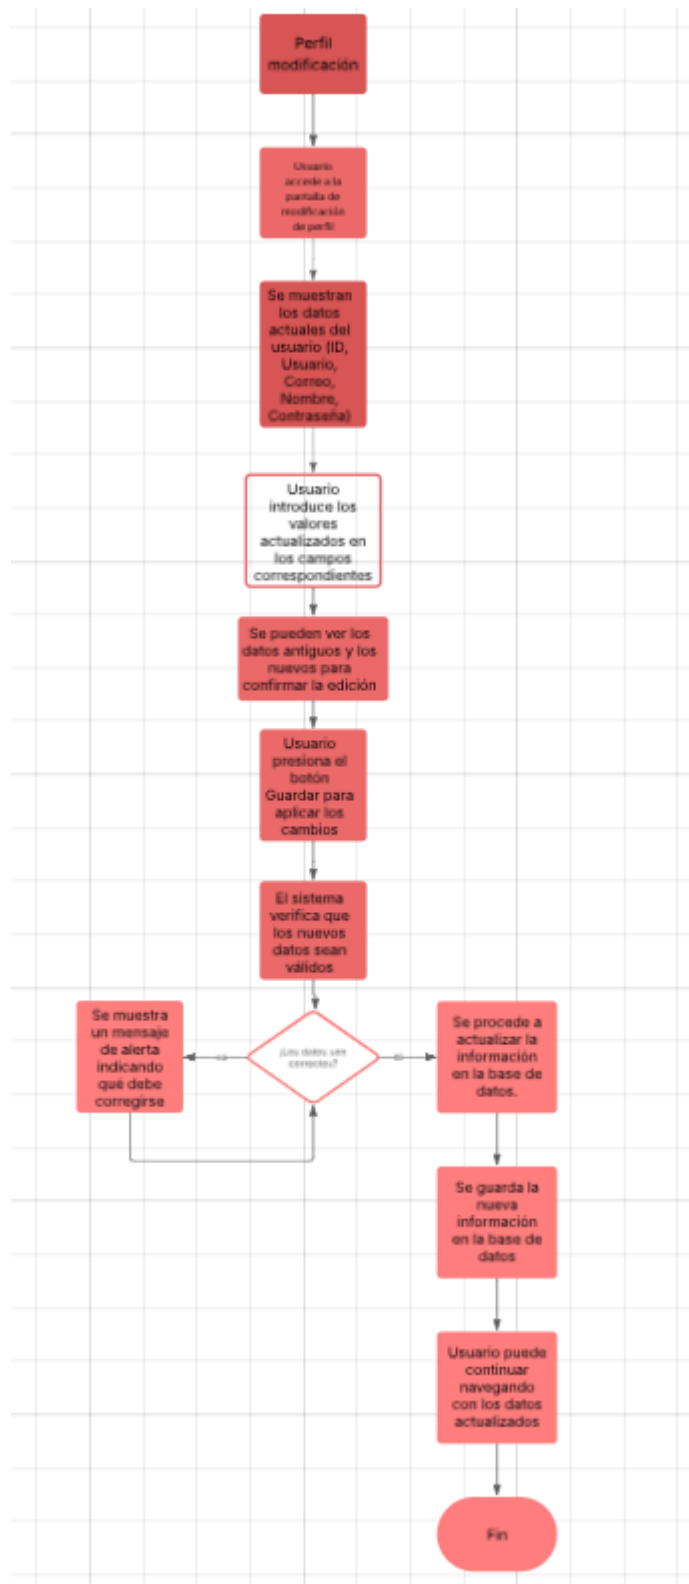 Perfil
modificación
Usuario
accede a la
pantalla de
modificación
de perfil
Se muestran
los datos
actuales del
usuario (ID,
Usuario,
Correo,
Nombre,
Contraseña)
Usuario
introduce los
valores
actualizados en
los campos
correspondientes
Se pueden ver los
datos antiguos y los
nuevos para
confirmar la edición
Usuario
presiona el
botón
Guardar para
aplicar los
cambios
El sistema
verifica que
los nuevos
datos sean
válidos
Se muestra
un mensaje
de alerta
indicando
qué debe
corregirse
¿Los datos son
correctos?
Se procede a
actualizar la
información
en la base de
datos.
Se guarda la
nueva
información
en la base de
datos
Usuario puede
continuar
navegando
con los datos
actualizados
Fin